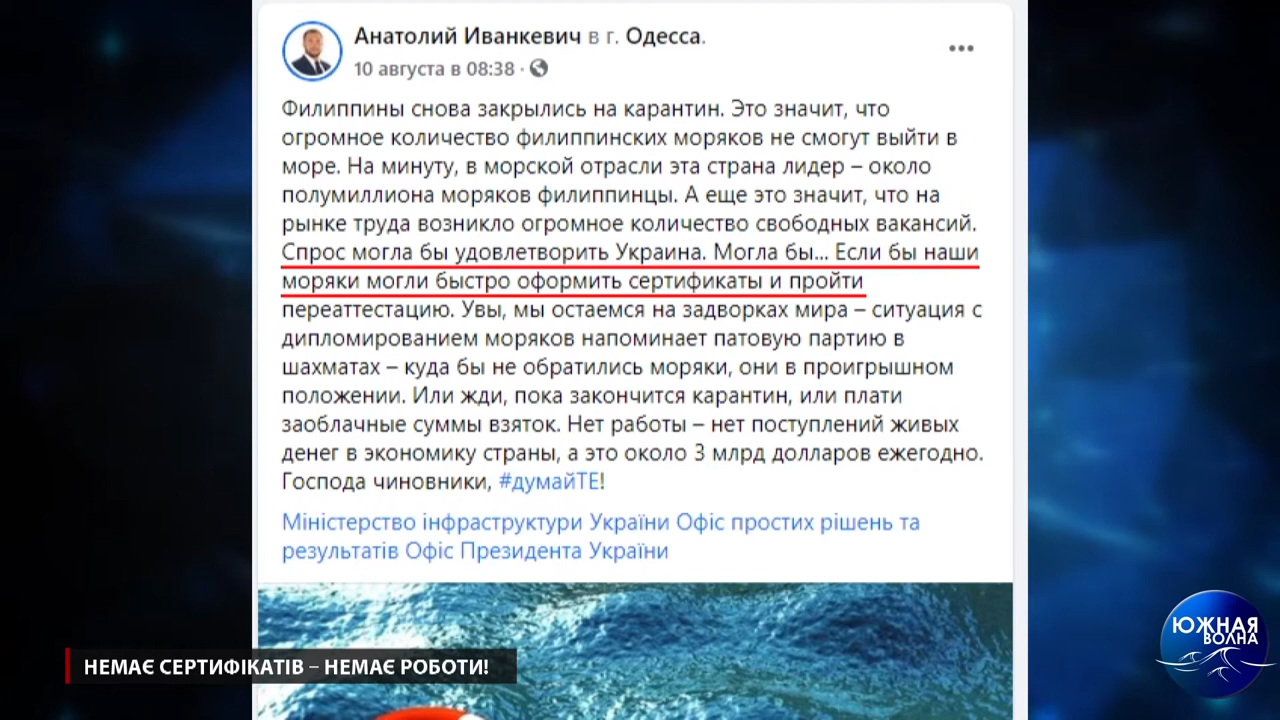 Анатолий Иванкевич в г. Одесса.
10 августа в 08:38 ·
Филиппины снова закрылись на карантин. Это значит, что
огромное количество филиппинских моряков не смогут выйти в
море. На минуту, в морской отрасли эта страна лидер – около
полумиллиона моряков филиппинцы. А еще это значит, что на
рынке труда возникло огромное количество свободных вакансий.
Спрос могла бы удовлетворить Украина. Могла бы... Если бы наши
моряки могли быстро оформить сертификаты и пройти
переаттестацию. Увы, мы остаемся на задворках мира – ситуация с
дипломированием моряков напоминает патовую партию в
шахматах – куда бы не обратились моряки, они в проигрышном
положении. Или жди, пока закончится карантин, или плати
заоблачные суммы взяток. Нет работы – нет поступлений живых
денег в экономику страны, а это около 3 млрд долларов ежегодно.
Господа чиновники, #думайТЕ!
Міністерство інфраструктури України Офіс простих рішень та
результатів Офіс Президента України
НЕМАЄ СЕРТИФІКАТІВ – НЕМАЄ РОБОТИ!
ЮЖНАЯ
ВОЛНА